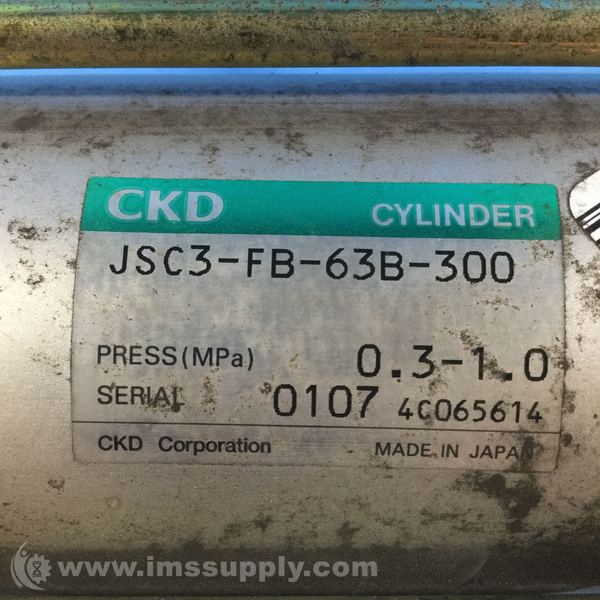 CKD CYLINDER
JSC3-FB-63B-300
PRESS(MPa) 0.3-1.0
SERIAL 0107 4C065614
CKD Corporation MADE IN JAPAN
www.imssupply.com